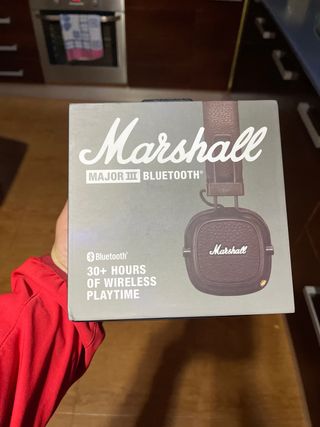 Marshall
MAJOR III BLUETOOTH®
Marshall
Bluetooth®
30+ HOURS
OF WIRELESS
PLAYTIME